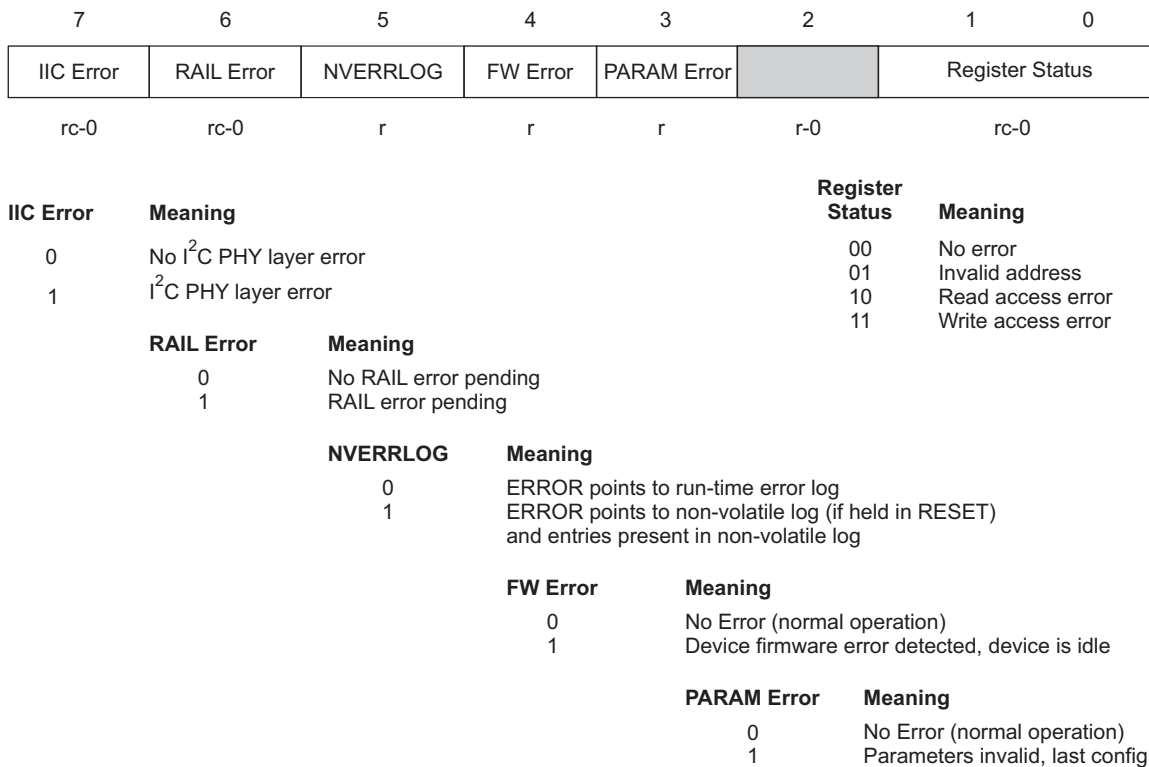 7 6 5 4 3 2 1 0
IIC Error RAIL Error NVERRLOG FW Error PARAM Error Register Status
rc-0 rc-0 r r r r-0 rc-0
Register
Status Meaning
00 No error
01 Invalid address
10 Read access error
11 Write access error
IIC Error Meaning
0 No I²C PHY layer error
1 I²C PHY layer error
RAIL Error Meaning
0 No RAIL error pending
1 RAIL error pending
NVERRLOG Meaning
0 ERROR points to run-time error log
1 ERROR points to non-volatile log (if held in RESET)
and entries present in non-volatile log
FW Error Meaning
0 No Error (normal operation)
1 Device firmware error detected, device is idle
PARAM Error Meaning
0 No Error (normal operation)
1 Parameters invalid, last config